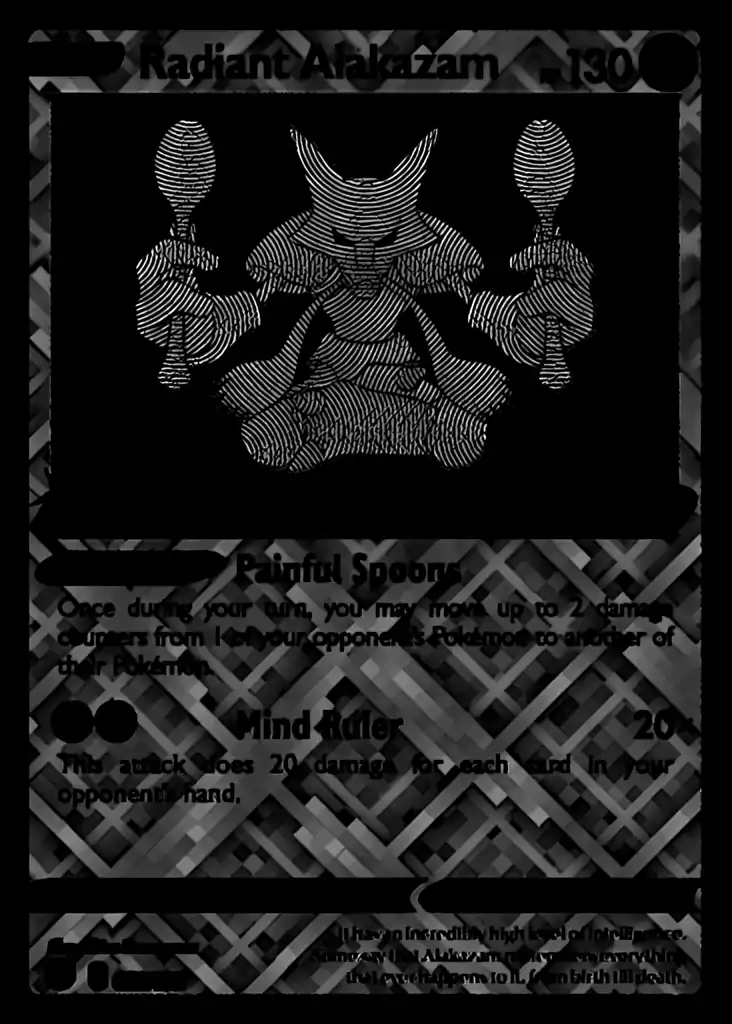 Radiant Alakazam 130
Painful Spoons
Once during your turn, you may move up to 2 damage
counters from 1 of your opponent's Pokémon to another of
their Pokémon.
Mind Ruler 20×
This attack does 20 damage for each card in your
opponent's hand.
It has an incredibly high level of intelligence.
Some say that Alakazam remembers everything
that ever happens to it, from birth till death.